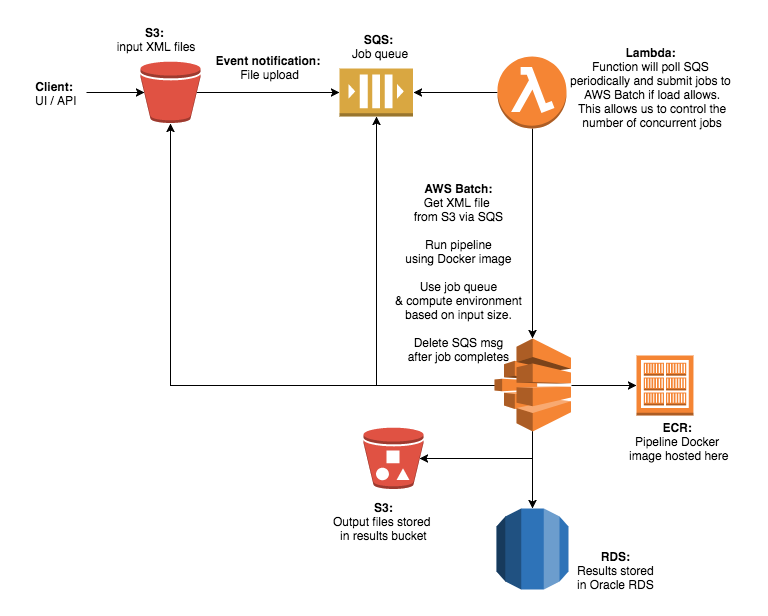 S3:
input XML files
SQS:
Job queue
Event notification:
File upload
Client:
UI / API
Lambda:
Function will poll SQS
periodically and submit jobs to
AWS Batch if load allows.
This allows us to control the
number of concurrent jobs
AWS Batch:
Get XML file
from S3 via SQS
Run pipeline
using Docker image
Use job queue
& compute environment
based on input size.
Delete SQS msg
after job completes
ECR:
Pipeline Docker
image hosted here
S3:
Output files stored
in results bucket
RDS:
Results stored
in Oracle RDS